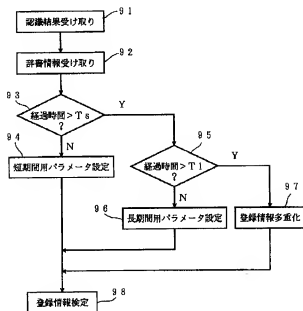 91
認識結果受け取り
92
辞書情報受け取り
93
経過時間>Ts
?
Y
N
94
短期間用パラメータ設定
95
経過時間>Tl
?
Y
N
96
長期間用パラメータ設定
97
登録情報多重化
登録情報検定
98